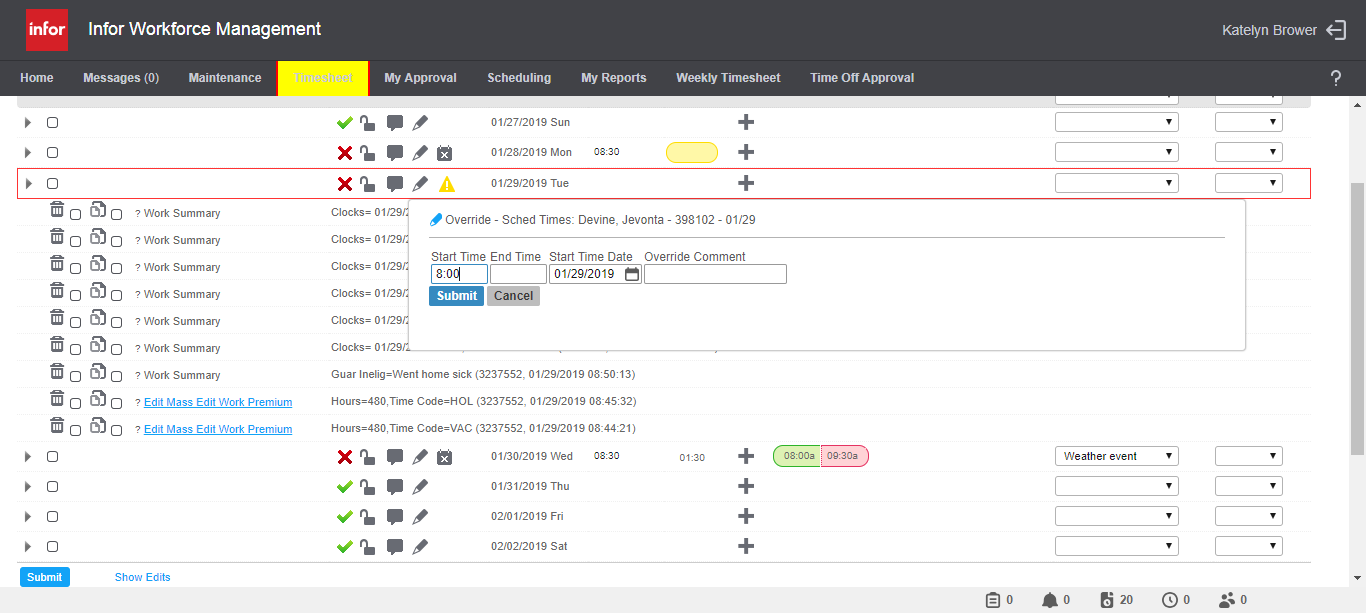 infor Infor Workforce Management Katelyn Brower
Home Messages (0) Maintenance Timesheet My Approval Scheduling My Reports Weekly Timesheet Time Off Approval ?
01/27/2019 Sun
01/28/2019 Mon 08:30
01/29/2019 Tue
? Work Summary Clocks= 01/29/2
Override - Sched Times: Devine, Jevonta - 398102 - 01/29
? Work Summary Clocks= 01/29/2
Start Time End Time Start Time Date Override Comment
? Work Summary Clocks= 01/29/2
8:00 01/29/2019
? Work Summary Clocks= 01/29/2
Submit Cancel
? Work Summary Clocks= 01/29/2
? Work Summary Clocks= 01/29/2
? Work Summary Guar Inelig=Went home sick (3237552, 01/29/2019 08:50:13)
? Edit Mass Edit Work Premium Hours=480,Time Code=HOL (3237552, 01/29/2019 08:45:32)
? Edit Mass Edit Work Premium Hours=480,Time Code=VAC (3237552, 01/29/2019 08:44:21)
01/30/2019 Wed 08:30 01:30 08:00a 09:30a Weather event
01/31/2019 Thu
02/01/2019 Fri
02/02/2019 Sat
Submit Show Edits
0 0 20 0 0